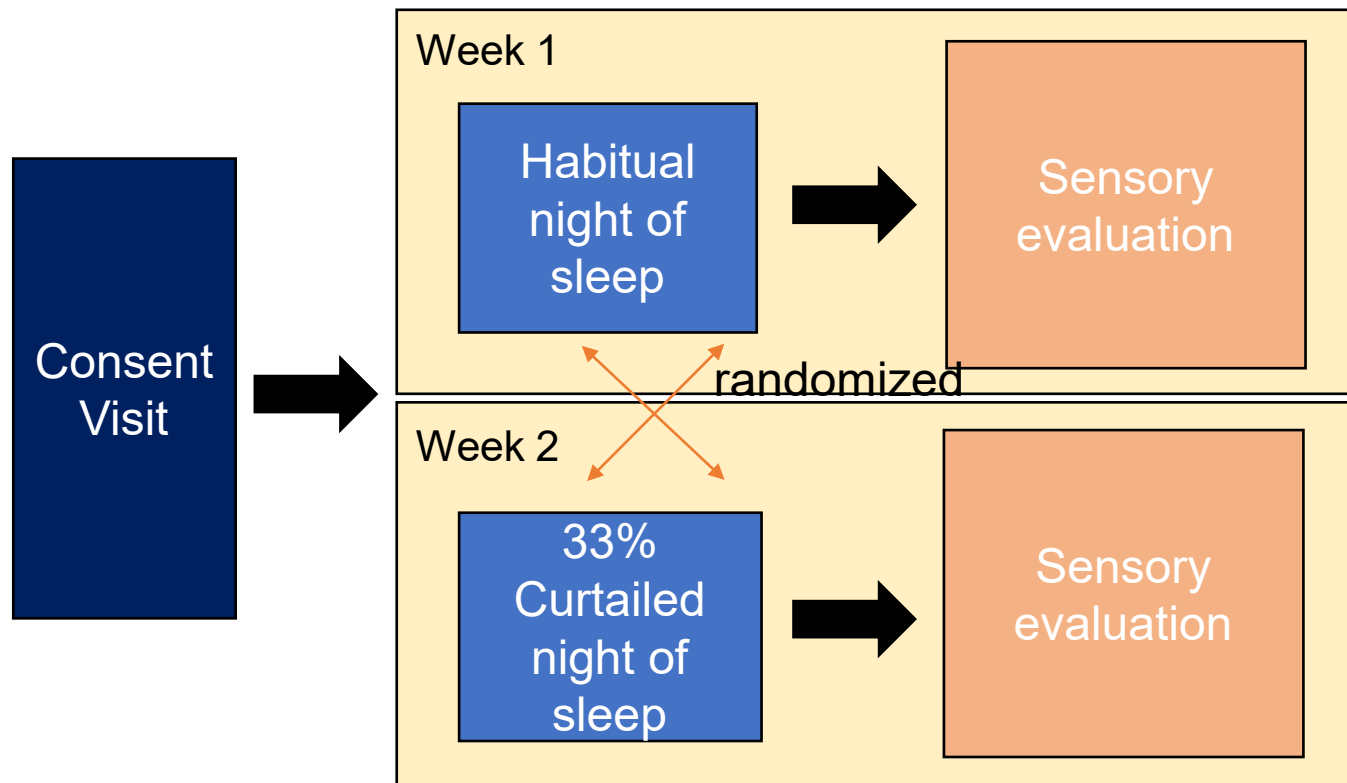 Consent
Visit
Week 1
Habitual
night of
sleep
Sensory
evaluation
randomized
Week 2
33%
Curtailed
night of
sleep
Sensory
evaluation